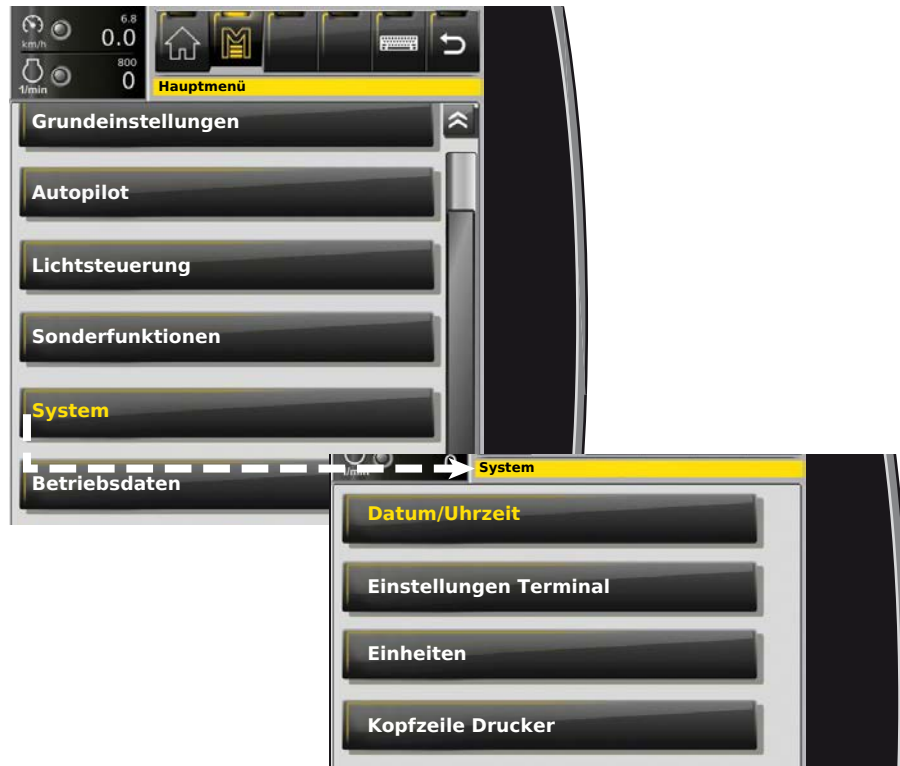 6.8
km/h 0.0
800
1/min 0
Hauptmenü
Grundeinstellungen
Autopilot
Lichtsteuerung
Sonderfunktionen
System
Betriebsdaten
System
Datum/Uhrzeit
Einstellungen Terminal
Einheiten
Kopfzeile Drucker